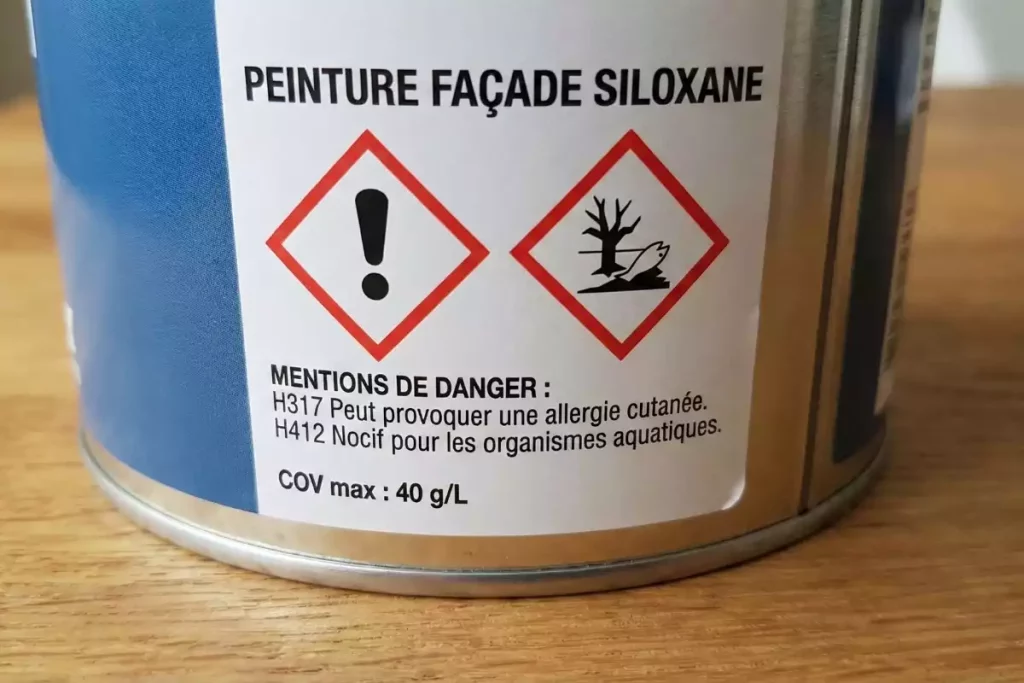 PEINTURE FAÇADE SILOXANE
MENTIONS DE DANGER :
H317 Peut provoquer une allergie cutanée.
H412 Nocif pour les organismes aquatiques.
COV max : 40 g/L